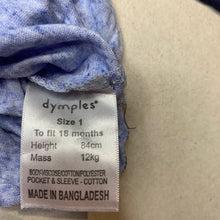 dymples®
Size 1
To fit 18 months
Height 84cm
Mass 12kg
BODY-VISCOSE/COTTON/POLYESTER
POCKET & SLEEVE - COTTON
MADE IN BANGLADESH